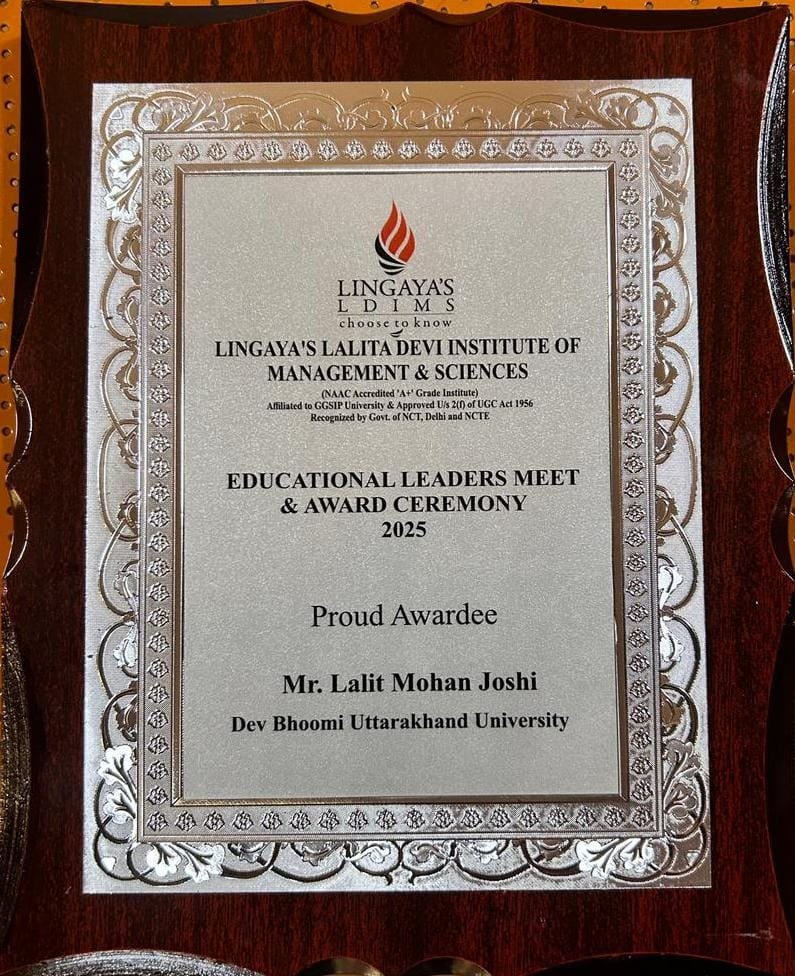 LINGAYA'S
LDIMS
choose to know
LINGAYA'S LALITA DEVI INSTITUTE OF
MANAGEMENT & SCIENCES
(NAAC Accredited 'A+' Grade Institute)
Affiliated to GGSIP University & Approved U/s 2(f) of UGC Act 1956
Recognized by Govt. of NCT, Delhi and NCTE
EDUCATIONAL LEADERS MEET
& AWARD CEREMONY
2025
Proud Awardee
Mr. Lalit Mohan Joshi
Dev Bhoomi Uttarakhand University